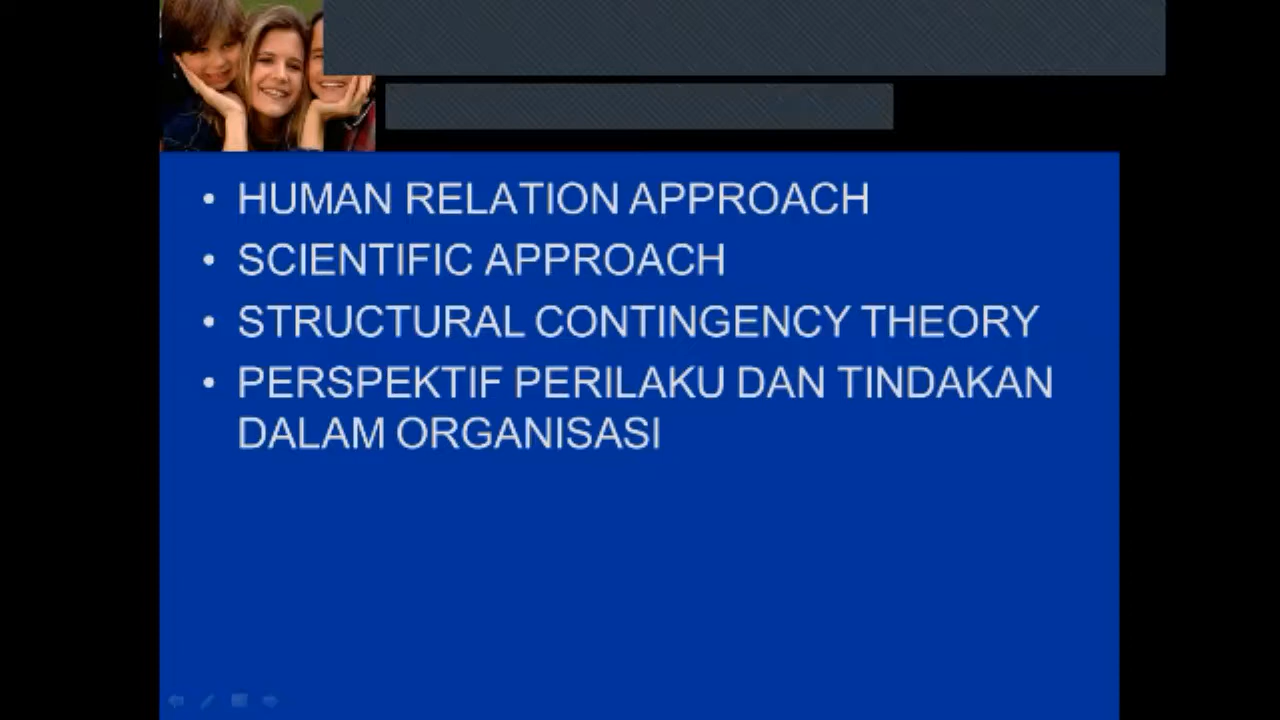 • HUMAN RELATION APPROACH
• SCIENTIFIC APPROACH
• STRUCTURAL CONTINGENCY THEORY
• PERSPEKTIF PERILAKU DAN TINDAKAN
DALAM ORGANISASI